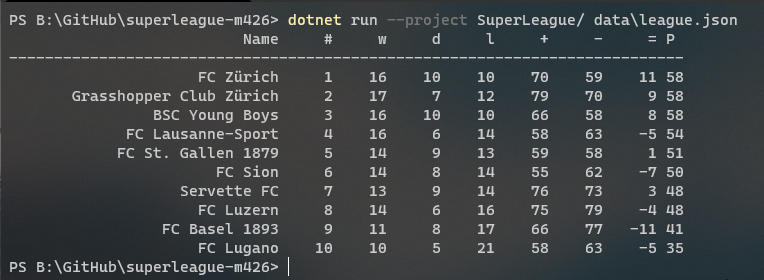 PS B:\GitHub\superleague-m426> dotnet run --project SuperLeague/ data\league.json
Name # w d l + - = P
--------------------------------------------------------------------------------
FC Zürich 1 16 10 10 70 59 11 58
Grasshopper Club Zürich 2 17 7 12 79 70 9 58
BSC Young Boys 3 16 10 10 66 58 8 58
FC Lausanne-Sport 4 16 6 14 58 63 -5 54
FC St. Gallen 1879 5 14 9 13 59 58 1 51
FC Sion 6 14 8 14 55 62 -7 50
Servette FC 7 13 9 14 76 73 3 48
FC Luzern 8 14 6 16 75 79 -4 48
FC Basel 1893 9 11 8 17 66 77 -11 41
FC Lugano 10 10 5 21 58 63 -5 35
PS B:\GitHub\superleague-m426>